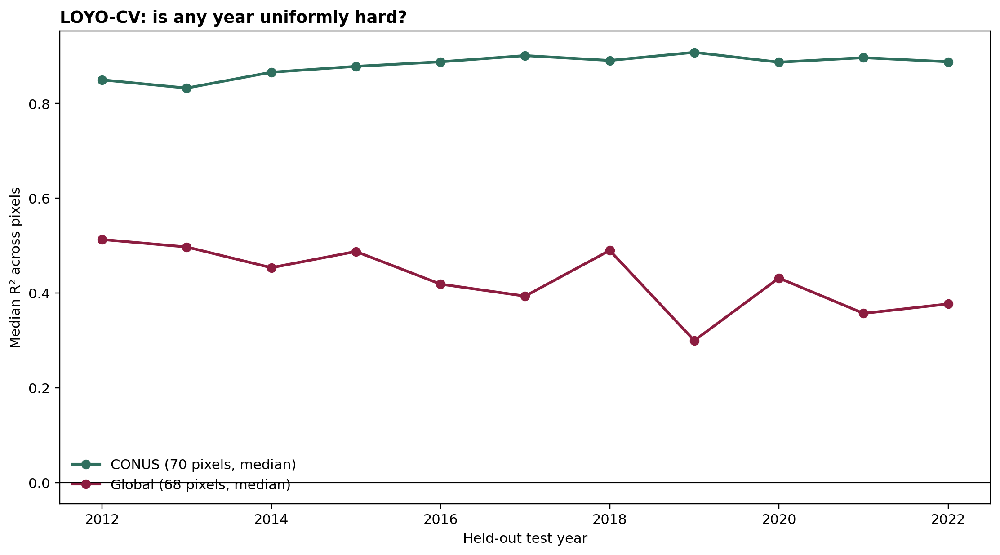 LOYO-CV: is any year uniformly hard?
Median R² across pixels
0.8
0.6
0.4
0.2
0.0
CONUS (70 pixels, median)
Global (68 pixels, median)
2012 2014 2016 2018 2020 2022
Held-out test year